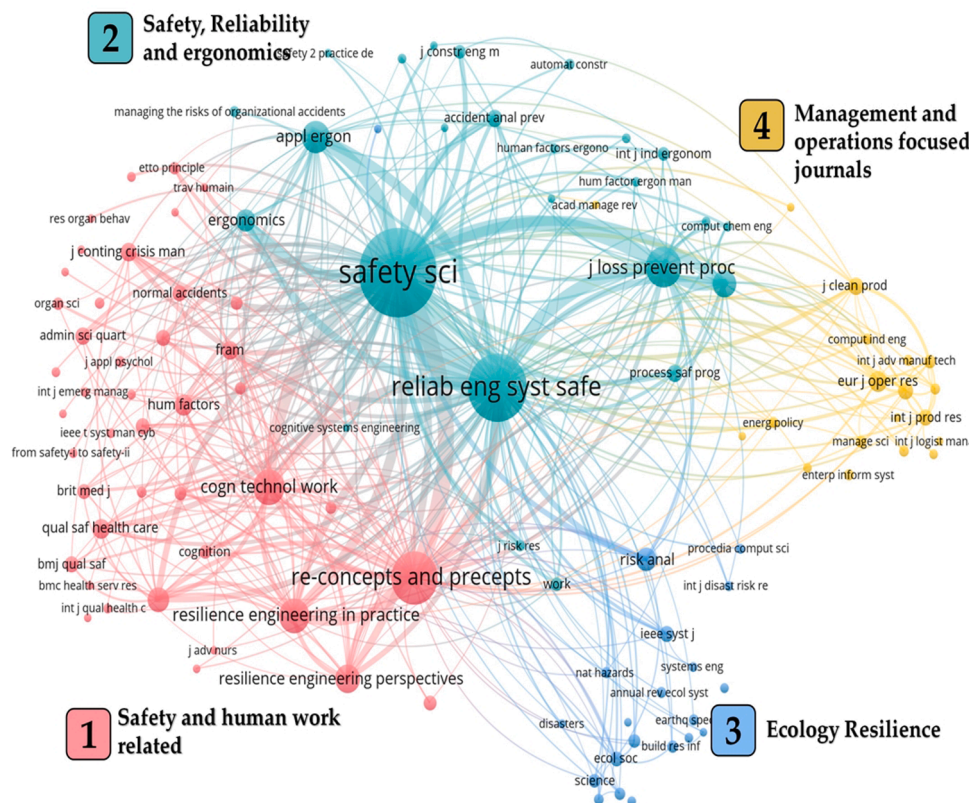 2
Safety, Reliability
and ergonomics
safety 2 practice de
j constr eng m
automat constr
managing the risks of organizational accidents
appl ergon
accident anal prev
human factors ergono
int j ind ergonom
4
Management and
operations focused
journals
etto principle
trav humain
hum factor ergon man
acad manage rev
res organ behav
ergonomics
comput chem eng
j conting crisis man
safety sci
j loss prevent proc
j clean prod
normal accidents
organ sci
admin sci quart
fram
comput ind eng
j appl psychol
process saf prog
int j adv manuf tech
eur j oper res
int j emerg manag
hum factors
reliab eng syst safe
int j prod res
ieee t syst man cyb
cognitive systems engineering
energ policy
manage sci
int j logist man
from safety-i to safety-ii
enterp inform syst
brit med j
cogn technol work
qual saf health care
cognition
j risk res
procedia comput sci
risk anal
bmj qual saf
re-concepts and precepts
work
int j disast risk re
bmc health serv res
int j qual health c
resilience engineering in practice
ieee syst j
j adv nurs
nat hazards
systems eng
resilience engineering perspectives
annual rev ecol syst
1
Safety and human work
related
disasters
earthq spec
3
Ecology Resilience
build res inf
ecol soc
science